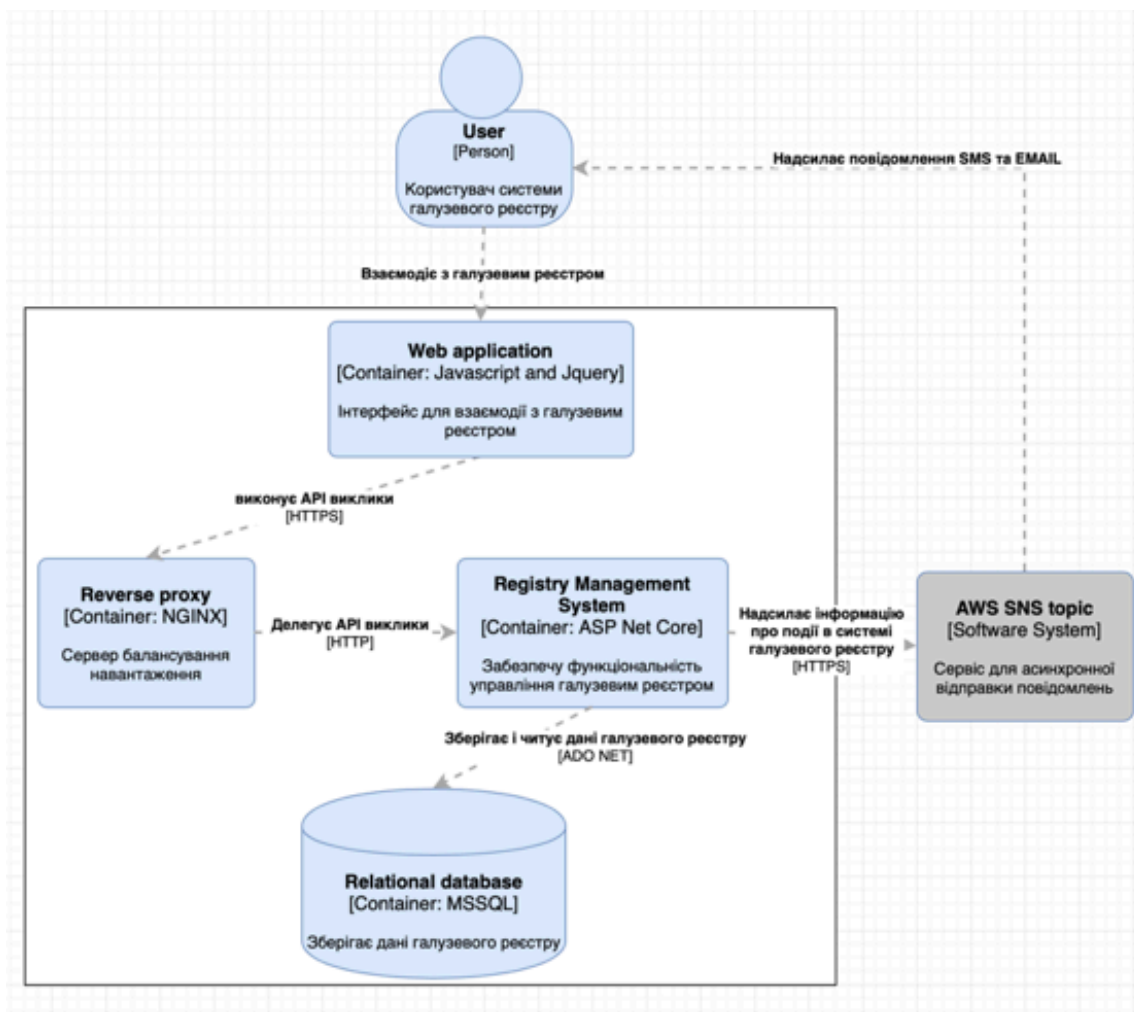 User
[Person]
Користувач системи
галузевого реєстру
Надсилає повідомлення SMS та EMAIL
Взаємодіє з галузевим реєстром
Web application
[Container: Javascript and Jquery]
Інтерфейс для взаємодії з галузевим
реєстром
виконує API виклики
[HTTPS]
Reverse proxy
[Container: NGINX]
Сервер балансування
навантаження
Делегує API виклики
[HTTP]
Registry Management
System
[Container: ASP Net Core]
Забезпечу функціональність
управління галузевим реєстром
Надсилає інформацію
про події в системі
галузевого реєстру
[HTTPS]
AWS SNS topic
[Software System]
Сервіс для асинхронної
відправки повідомлень
Зберігає і читує дані галузевого реєстру
[ADO NET]
Relational database
[Container: MSSQL]
Зберігає дані галузевого реєстру